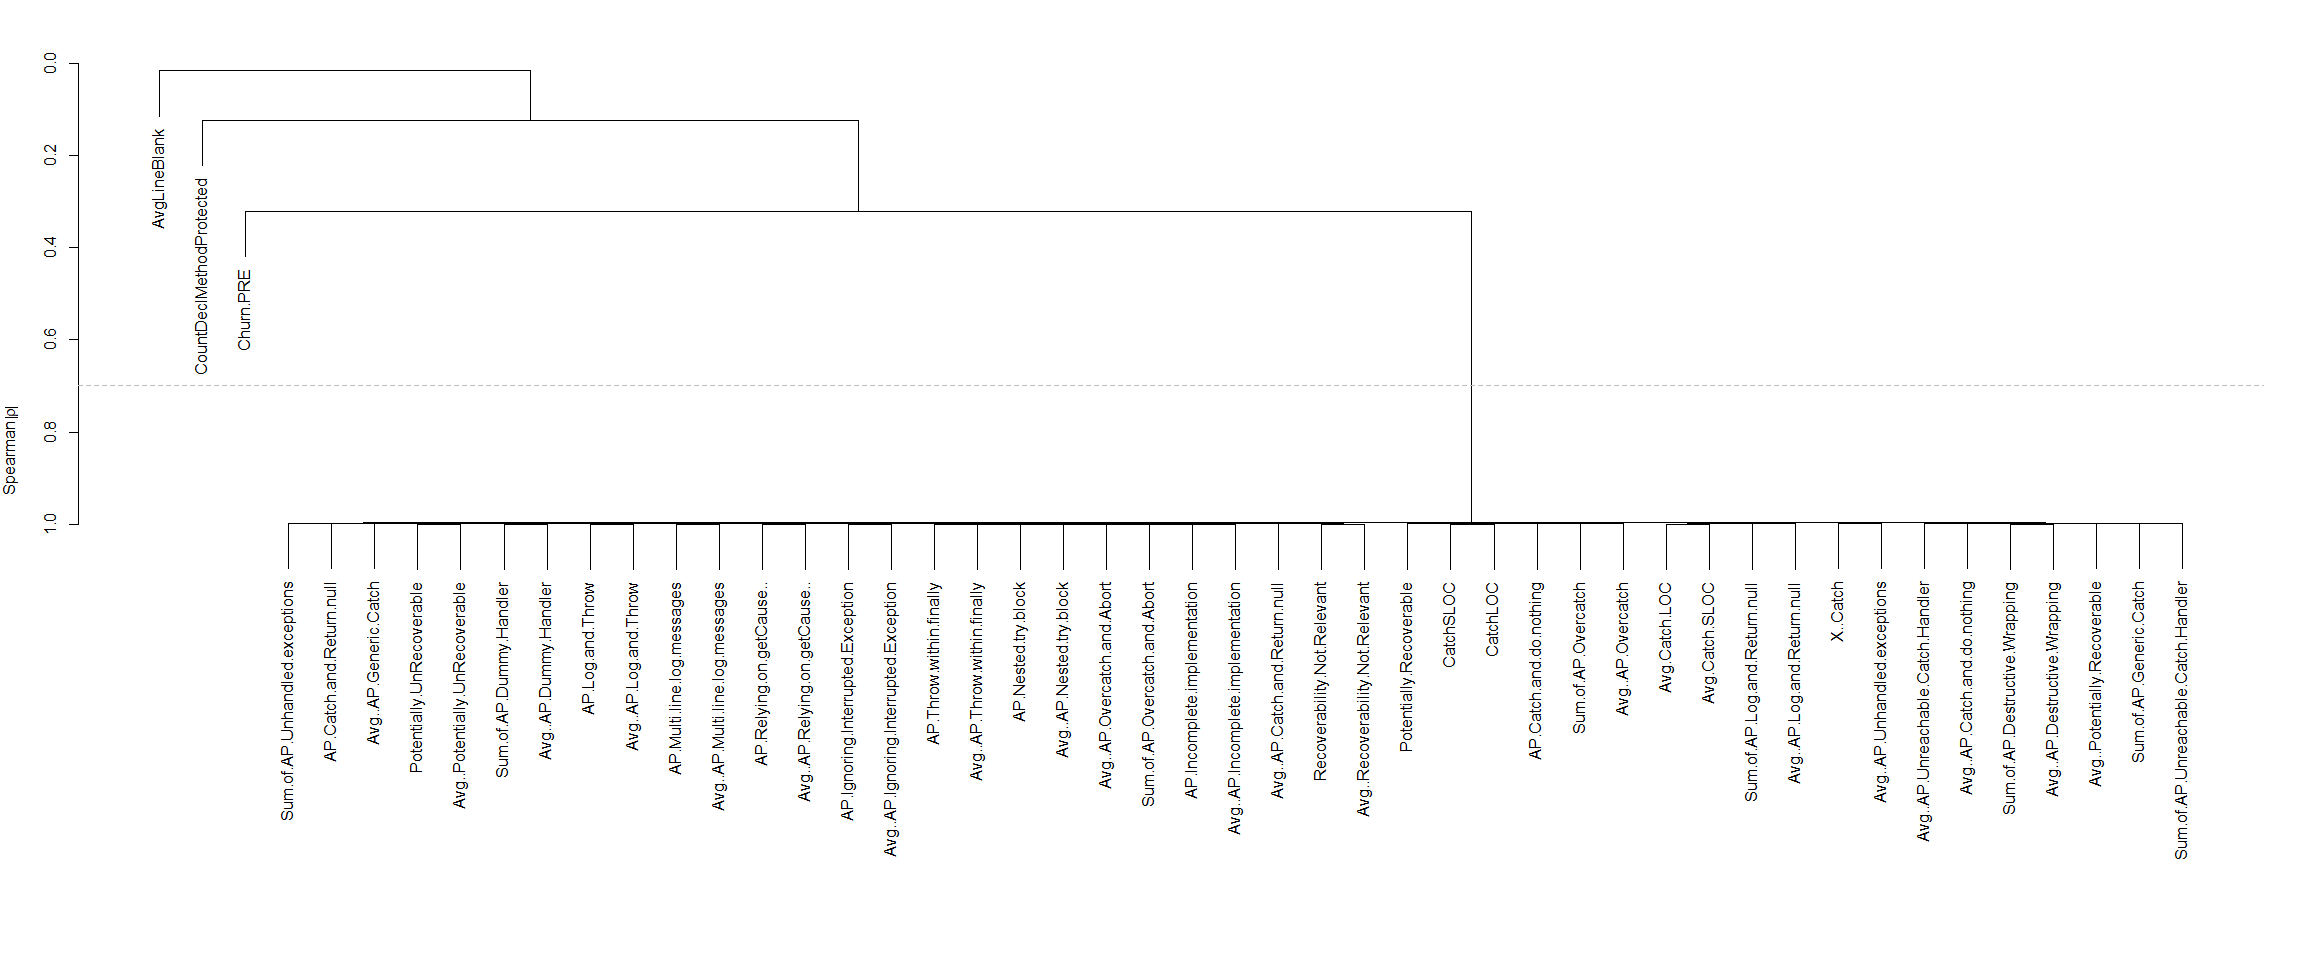 Spearman|ρ|
0.0
0.2
0.4
0.6
0.8
1.0
AvgLineBlank
CountDeclMethodProtected
Churn.PRE
Sum.of.AP.Unhandled.exceptions
AP.Catch.and.Return.null
Avg..AP.Generic.Catch
Potentially.UnRecoverable
Avg..Potentially.UnRecoverable
Sum.of.AP.Dummy.Handler
Avg..AP.Dummy.Handler
AP.Log.and.Throw
Avg..AP.Log.and.Throw
AP.Multi.line.log.messages
Avg..AP.Multi.line.log.messages
AP.Relying.on.getCause..
Avg..AP.Relying.on.getCause..
AP.Ignoring.Interrupted.Exception
Avg..AP.Ignoring.Interrupted.Exception
AP.Throw.within.finally
Avg..AP.Throw.within.finally
AP.Nested.try.block
Avg..AP.Nested.try.block
Avg..AP.Overcatch.and.Abort
Sum.of.AP.Overcatch.and.Abort
AP.Incomplete.implementation
Avg..AP.Incomplete.implementation
Avg..AP.Catch.and.Return.null
Recoverability.Not.Relevant
Avg..Recoverability.Not.Relevant
Potentially.Recoverable
CatchSLOC
CatchLOC
AP.Catch.and.do.nothing
Sum.of.AP.Overcatch
Avg..AP.Overcatch
Avg.Catch.LOC
Avg.Catch.SLOC
Sum.of.AP.Log.and.Return.null
Avg..AP.Log.and.Return.null
X..Catch
Avg..AP.Unhandled.exceptions
Avg..AP.Unreachable.Catch.Handler
Avg..AP.Catch.and.do.nothing
Sum.of.AP.Destructive.Wrapping
Avg..AP.Destructive.Wrapping
Avg..Potentially.Recoverable
Sum.of.AP.Generic.Catch
Sum.of.AP.Unreachable.Catch.Handler